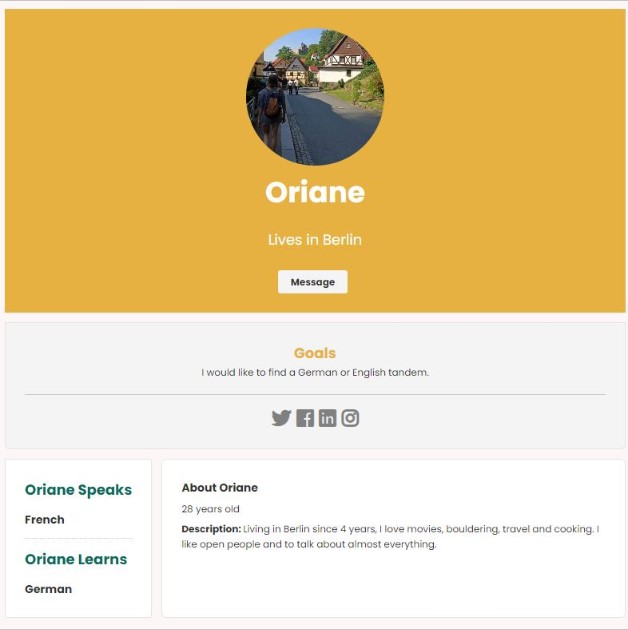 Oriane
Lives in Berlin
Message
Goals
I would like to find a German or English tandem.
Oriane Speaks
French
Oriane Learns
German
About Oriane
28 years old
Description: Living in Berlin since 4 years, I love movies, bouldering, travel and cooking. I
like open people and to talk about almost everything.